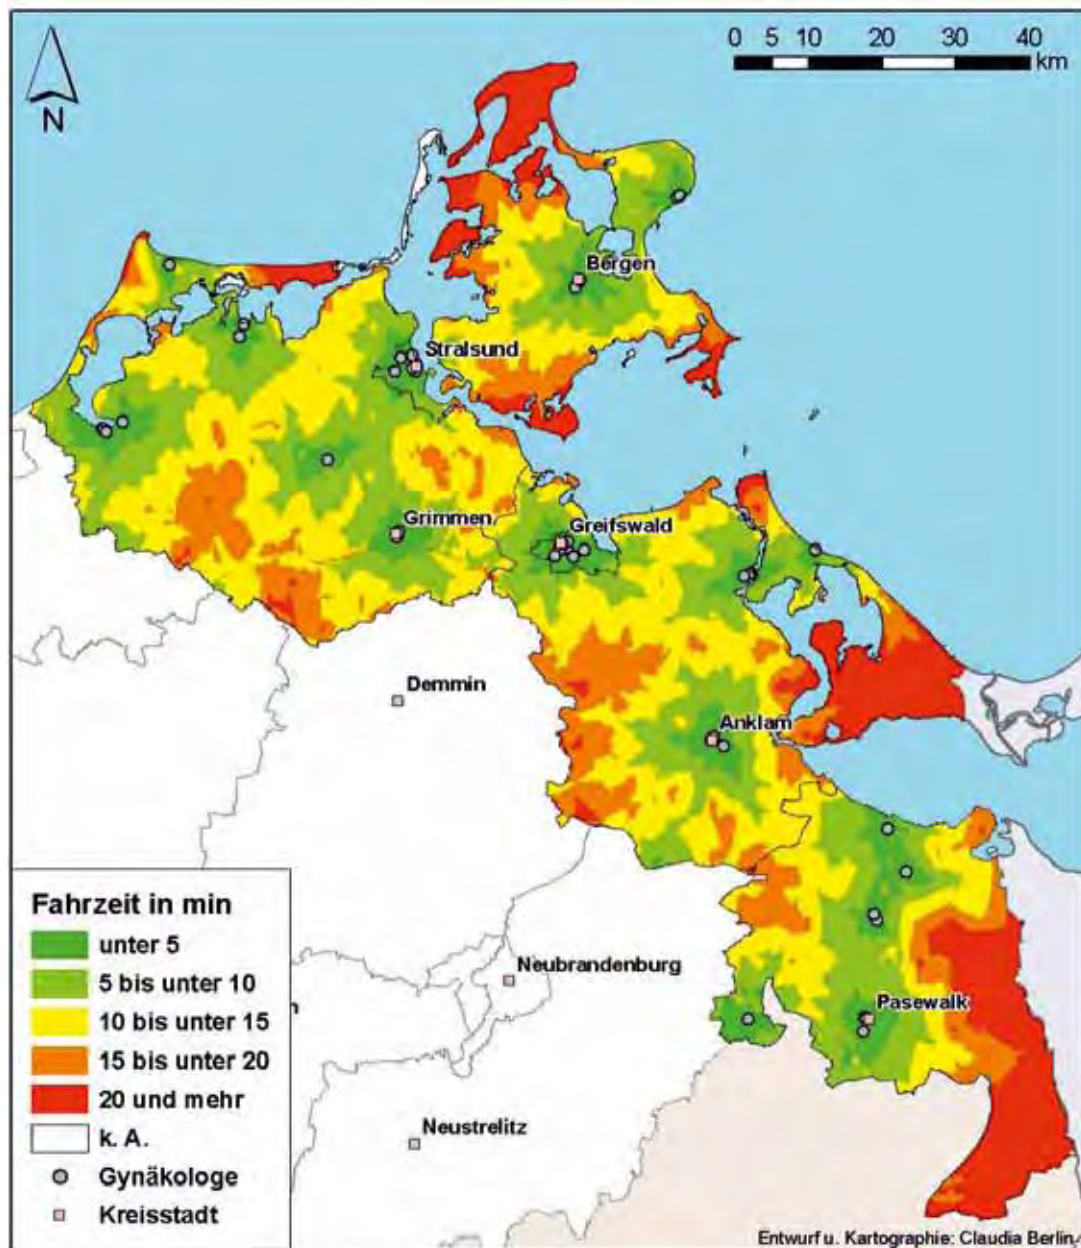 0 5 10 20 30 40
km
N
Bergen
Stralsund
Grimmen
Greifswald
Demmin
Anklam
Neubrandenburg
Pasewalk
Neustrelitz
Fahrzeit in min
unter 5
5 bis unter 10
10 bis unter 15
15 bis unter 20
20 und mehr
k. A.
Gynäkologe
Kreisstadt
Entwurf u. Kartographie: Claudia Berlin